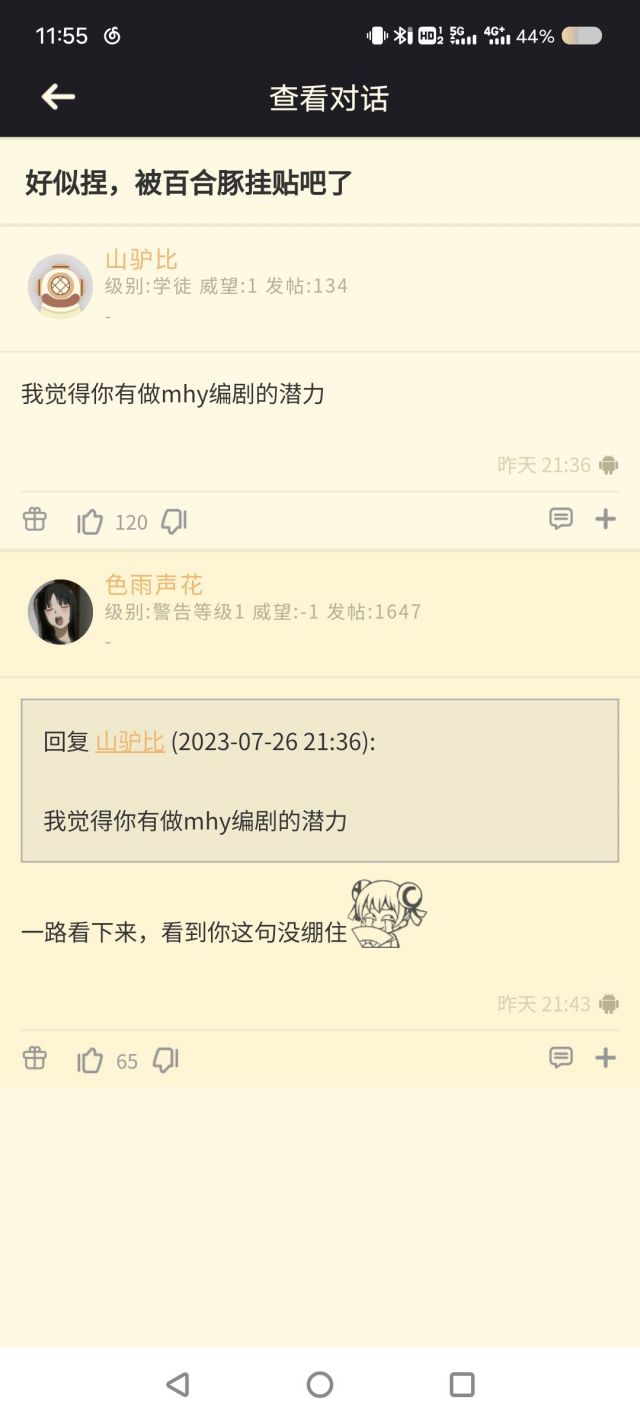 11:55 HD 1 2 5G 4G+ 44%
查看对话
好似捏，被百合豚挂贴吧了
山驴比
级别:学徒 威望:1 发帖:134
-
我觉得你有做mhy编剧的潜力
昨天 21:36
120
色雨声花
级别:警告等级1 威望:-1 发帖:1647
-
回复 山驴比 (2023-07-26 21:36):
我觉得你有做mhy编剧的潜力
一路看下来，看到你这句没绷住
昨天 21:43
65